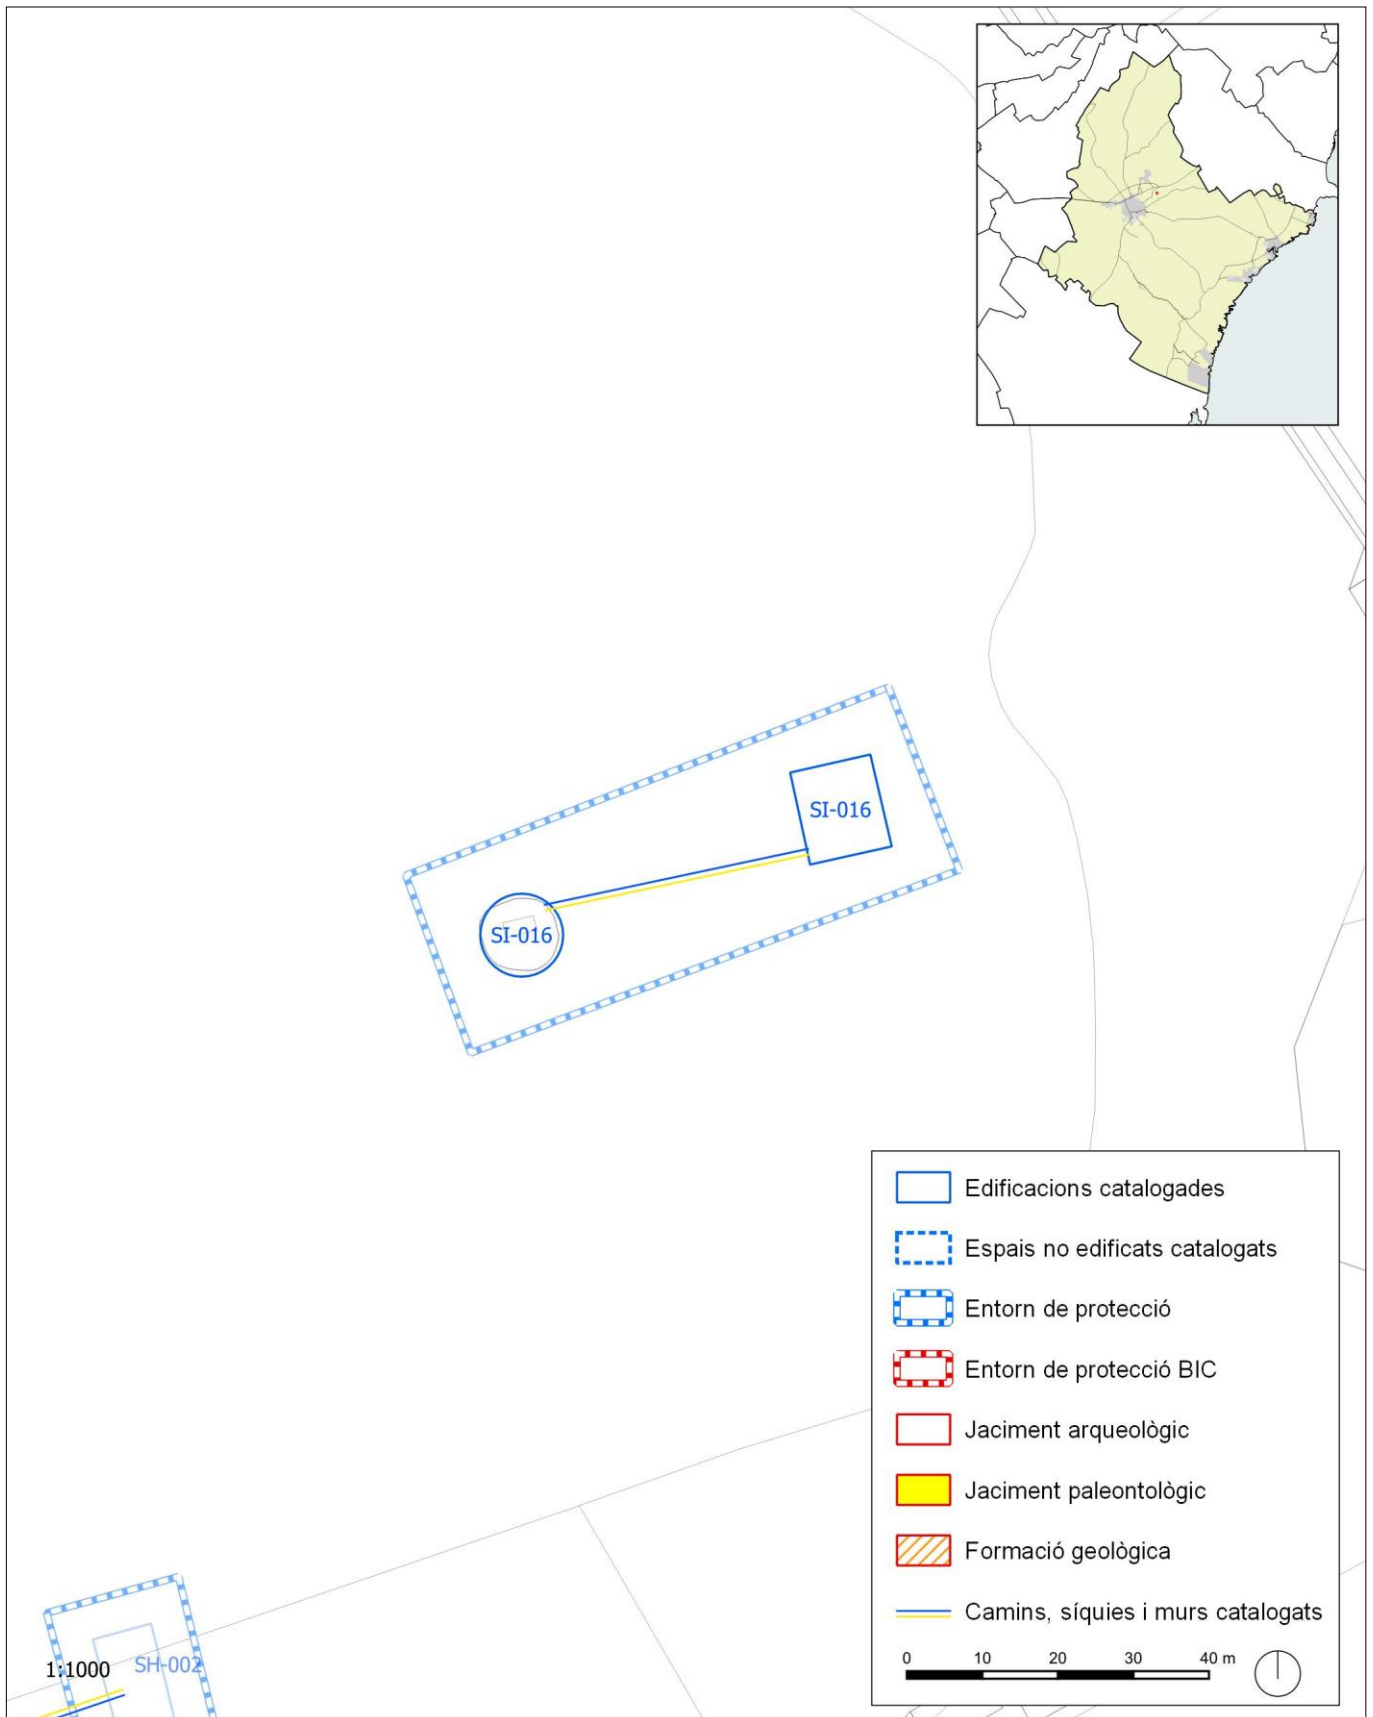 SI-016
SI-016
Edificacions catalogades
Espais no edificats catalogats
Entorn de protecció
Entorn de protecció BIC
Jaciment arqueològic
Jaciment paleontològic
Formació geològica
Camins, síquies i murs catalogats
0 10 20 30 40 m
1:1000 SH-002